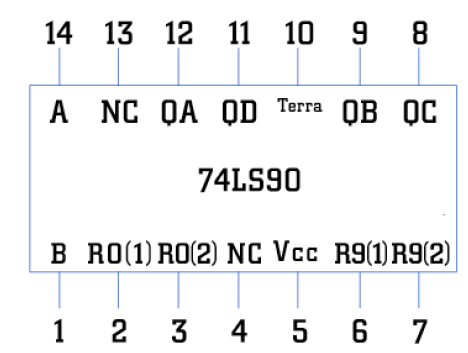 14 13 12 11 10 9 8
A NC QA QD Terra QB QC
74LS90
B R0(1) R0(2) NC Vcc R9(1) R9(2)
1 2 3 4 5 6 7